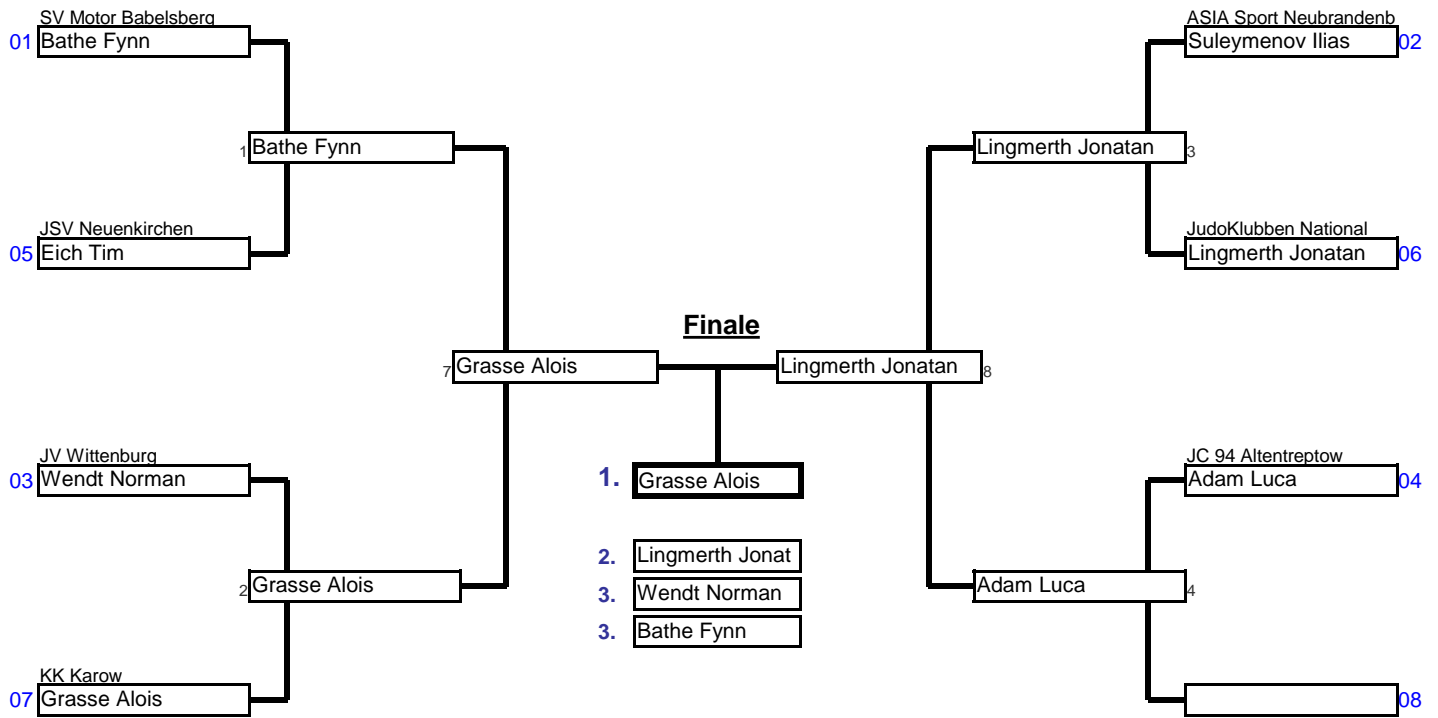 SV Motor Babelsberg
01 Bathe Fynn
1 Bathe Fynn
JSV Neuenkirchen
05 Eich Tim
7 Grasse Alois
JV Wittenburg
03 Wendt Norman
2 Grasse Alois
KK Karow
07 Grasse Alois
Finale
1. Grasse Alois
2. Lingmerth Jonat
3. Wendt Norman
3. Bathe Fynn
ASIA Sport Neubrandenb
Suleymenov Ilias 02
Lingmerth Jonatan 3
JudoKlubben National
Lingmerth Jonatan 06
Lingmerth Jonatan 8
JC 94 Altentreptow
Adam Luca 04
Adam Luca 4
08